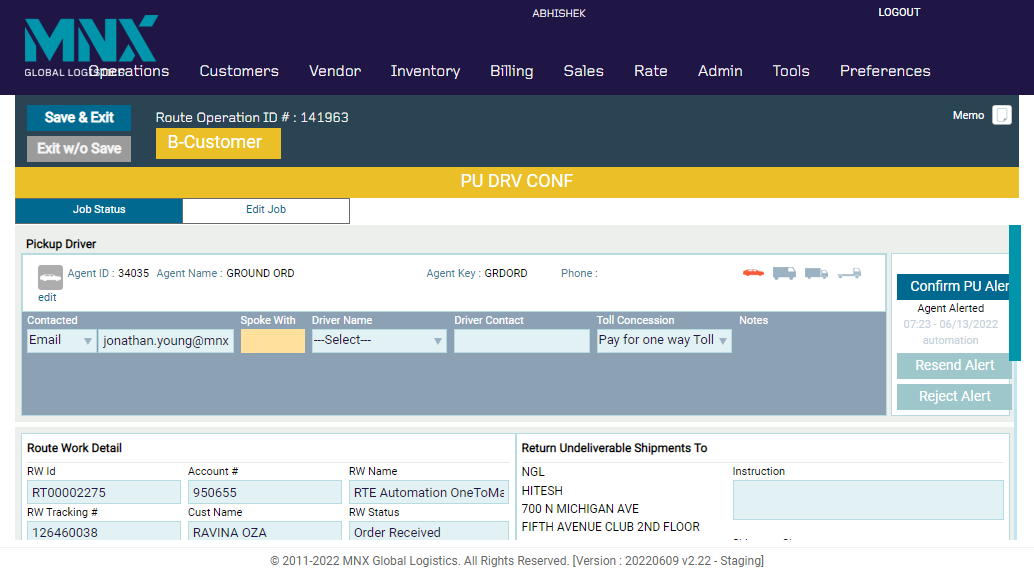 ABHISHEK
LOGOUT
MNX
GLOBAL LOGISTICS
Operations Customers Vendor Inventory Billing Sales Rate Admin Tools Preferences
Save & Exit
Route Operation ID # : 141963
Memo
Exit w/o Save
B-Customer
PU DRV CONF
Job Status
Edit Job
Pickup Driver
Agent ID : 34035 Agent Name : GROUND ORD Agent Key : GRDORD Phone :
edit
Confirm PU Aler
Agent Alerted
07:23 - 06/13/2022
automation
Resend Alert
Reject Alert
Contacted Spoke With Driver Name Driver Contact Toll Concession Notes
Email jonathan.young@mnx ---Select--- Pay for one way Toll
Route Work Detail
RW Id Account # RW Name
RT00002275 950655 RTE Automation OneToMa
RW Tracking # Cust Name RW Status
126460038 RAVINA OZA Order Received
Return Undeliverable Shipments To
NGL
HITESH
700 N MICHIGAN AVE
FIFTH AVENUE CLUB 2ND FLOOR
Instruction
© 2011-2022 MNX Global Logistics. All Rights Reserved. [Version : 20220609 v2.22 - Staging]